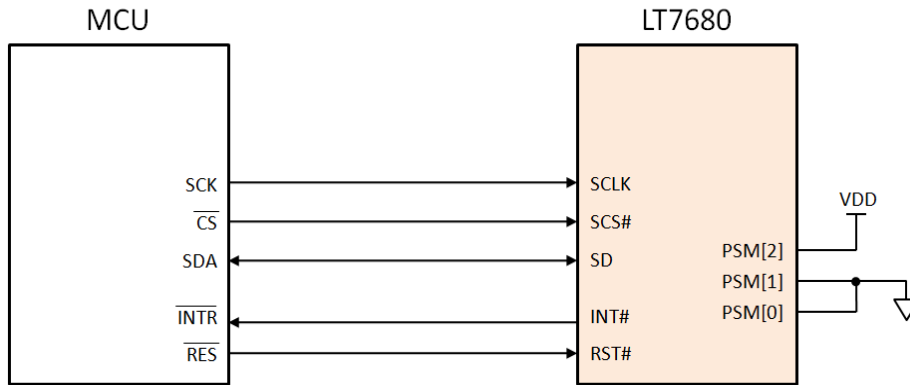 MCU
LT7680
SCK
SCLK
CS
SCS#
SDA
SD
INTR
INT#
RES
RST#
VDD
PSM[2]
PSM[1]
PSM[0]